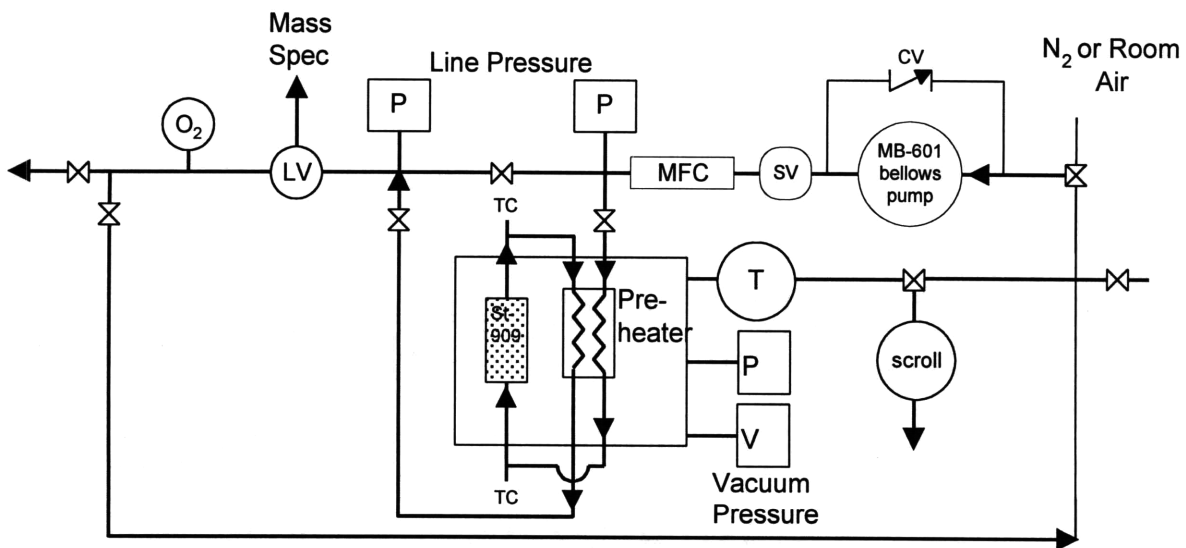 Mass
Spec
Line Pressure
CV
N₂ or Room
Air
P
P
O₂
LV
MFC
SV
MB-601
bellows
pump
TC
St
909
Pre-
heater
T
P
scroll
V
TC
Vacuum
Pressure